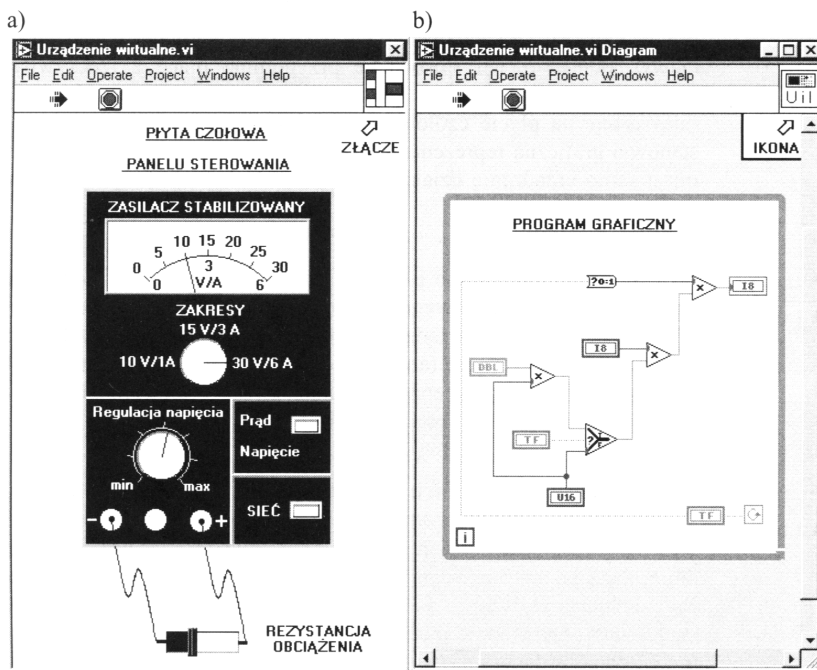 a)
Urządzenie wirtualne.vi
File Edit Operate Project Windows Help
ZŁĄCZE
PŁYTA CZOŁOWA
PANELU STEROWANIA
ZASILACZ STABILIZOWANY
0 5 10 15 20 25 30
0 3 6
V/A
ZAKRESY
15 V/3 A
10 V/1A 30 V/6 A
Regulacja napięcia
min max
- +
Prąd
Napięcie
SIEĆ
REZYSTANCJA
OBCIĄŻENIA
b)
Urządzenie wirtualne.vi Diagram
File Edit Operate Project Windows Help
Uil
IKONA
PROGRAM GRAFICZNY
?0:1 x I8
I8 x
DBL x
TF ?
U16
TF
i